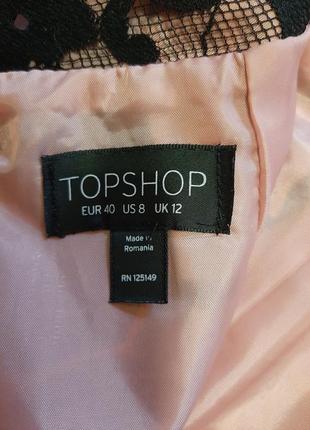 TOPSHOP
EUR 40 US 8 UK 12
Made in
Romania
RN 125149